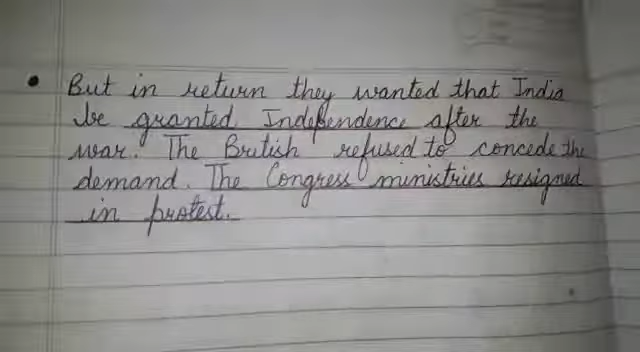 • But in return they wanted that India
be granted Independence after the
war. The British refused to concede the
demand. The Congress ministries resigned
in protest.